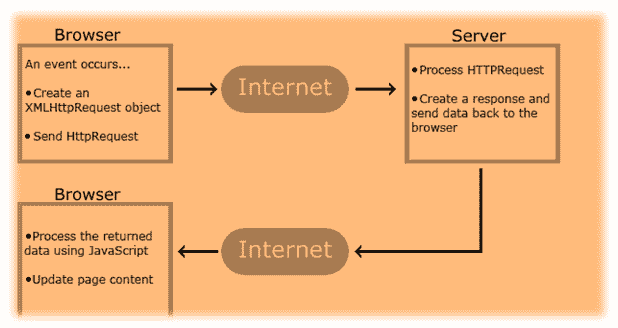 Browser
An event occurs...
•Create an
XMLHttpRequest object
• Send HttpRequest
Internet
Server
•Process HTTPRequest
•Create a response and
send data back to the
browser
Browser
•Process the returned
data using JavaScript
•Update page content
Internet